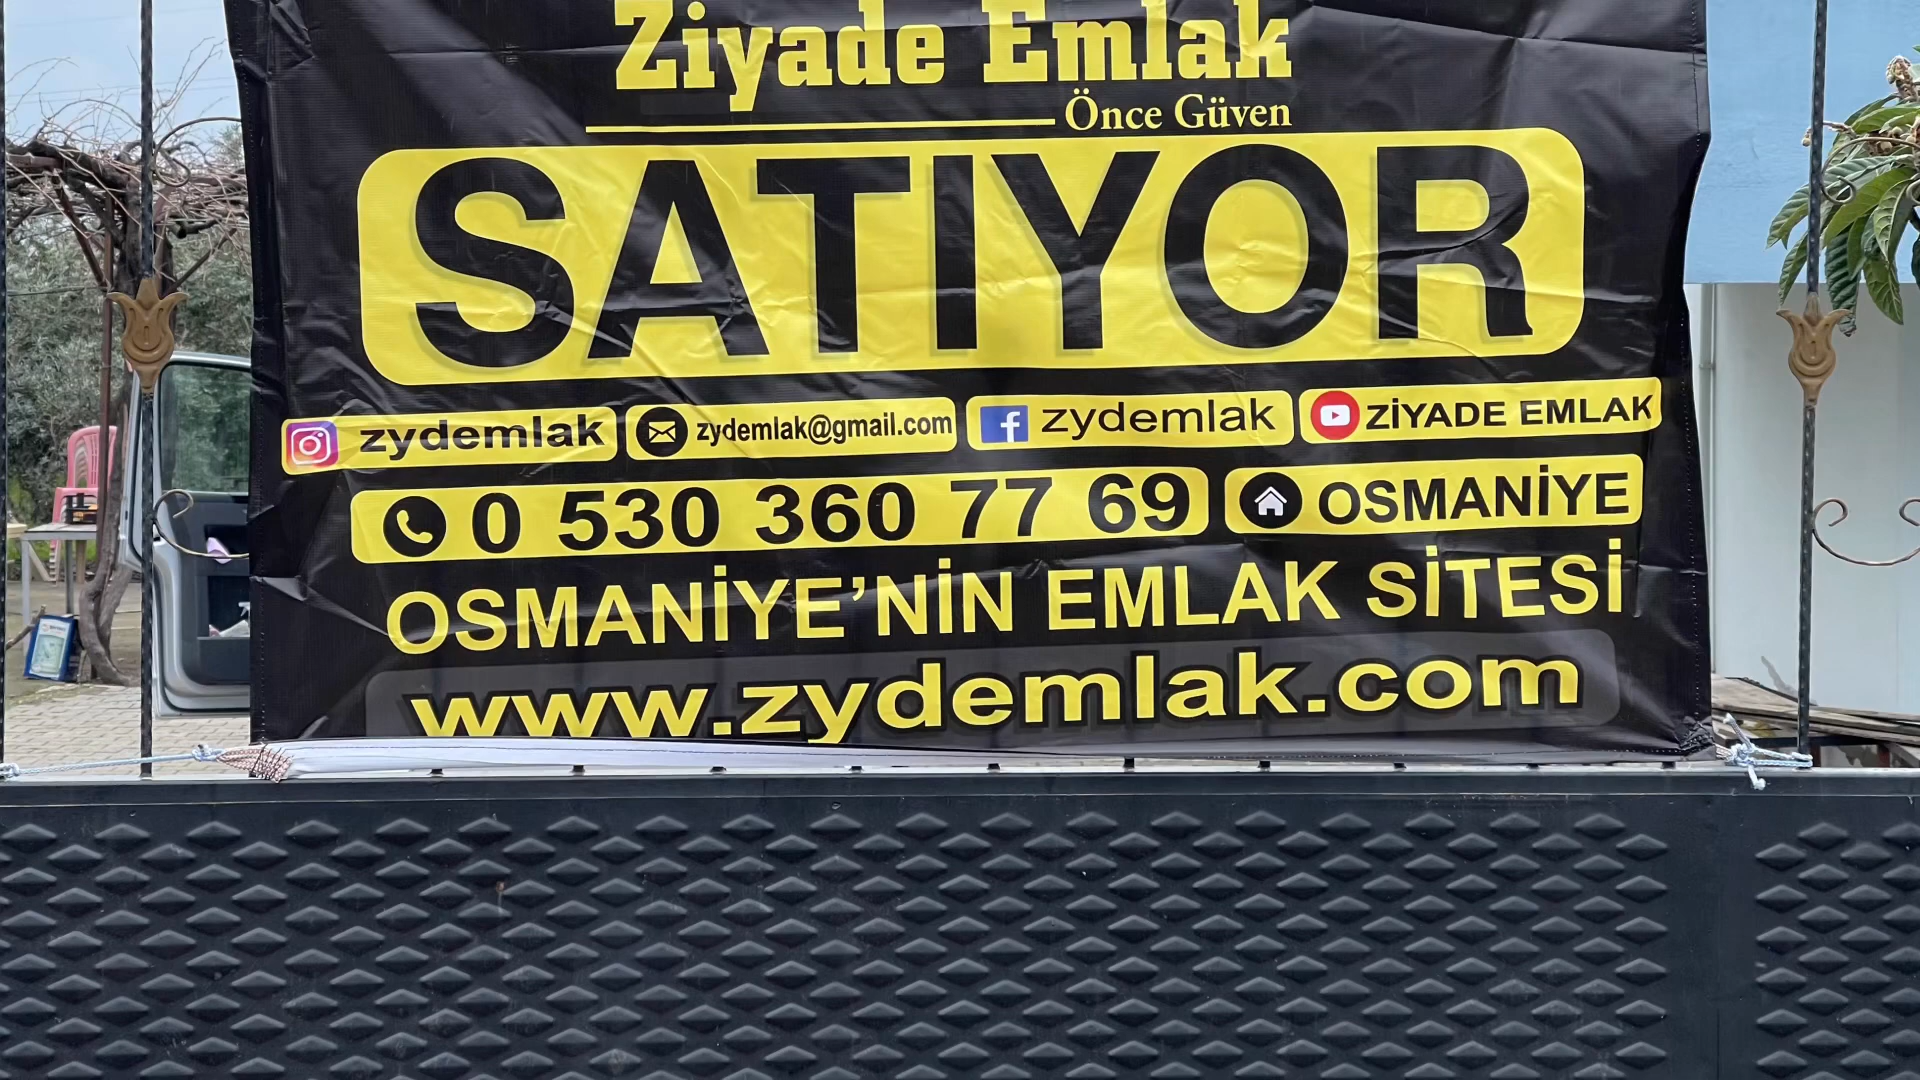 Ziyade Emlak
Önce Güven
SATIYOR
zydemlak zydemlak@gmail.com zydemlak ZİYADE EMLAK
0 530 360 77 69 OSMANİYE
OSMANİYE'NİN EMLAK SİTESİ
www.zydemlak.com